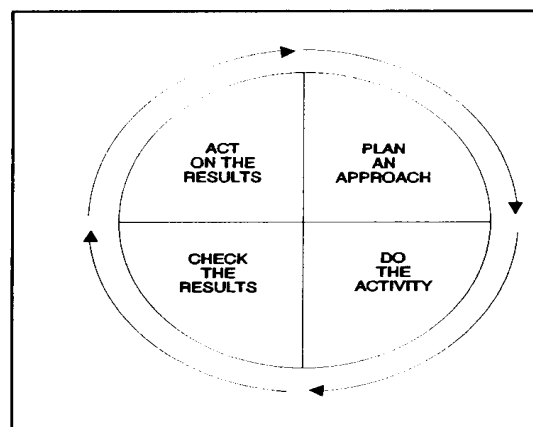 ACT
ON THE
RESULTS
PLAN
AN
APPROACH
CHECK
THE
RESULTS
DO
THE
ACTIVITY